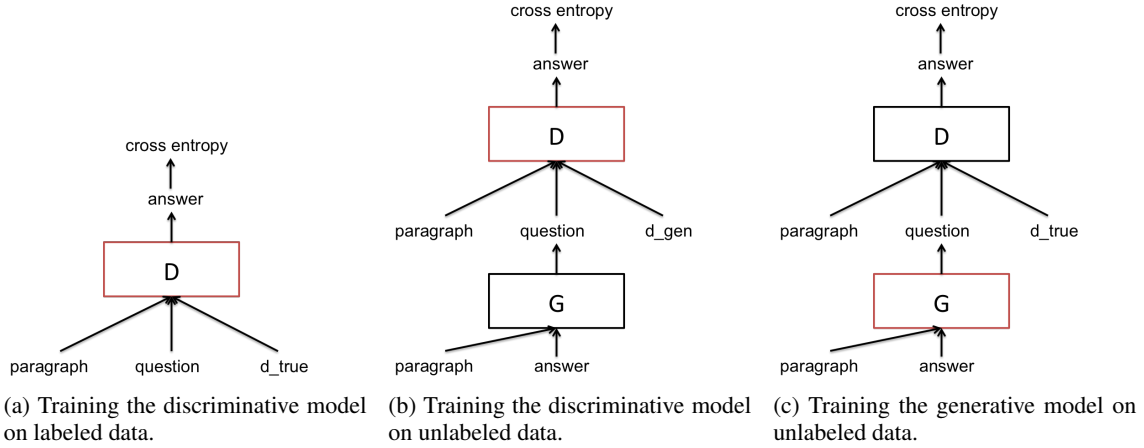 cross entropy
answer
D
paragraph question d_true
(a) Training the discriminative model
on labeled data.
cross entropy
answer
D
paragraph question d_gen
G
paragraph answer
(b) Training the discriminative model
on unlabeled data.
cross entropy
answer
D
paragraph question d_true
G
paragraph answer
(c) Training the generative model on
unlabeled data.